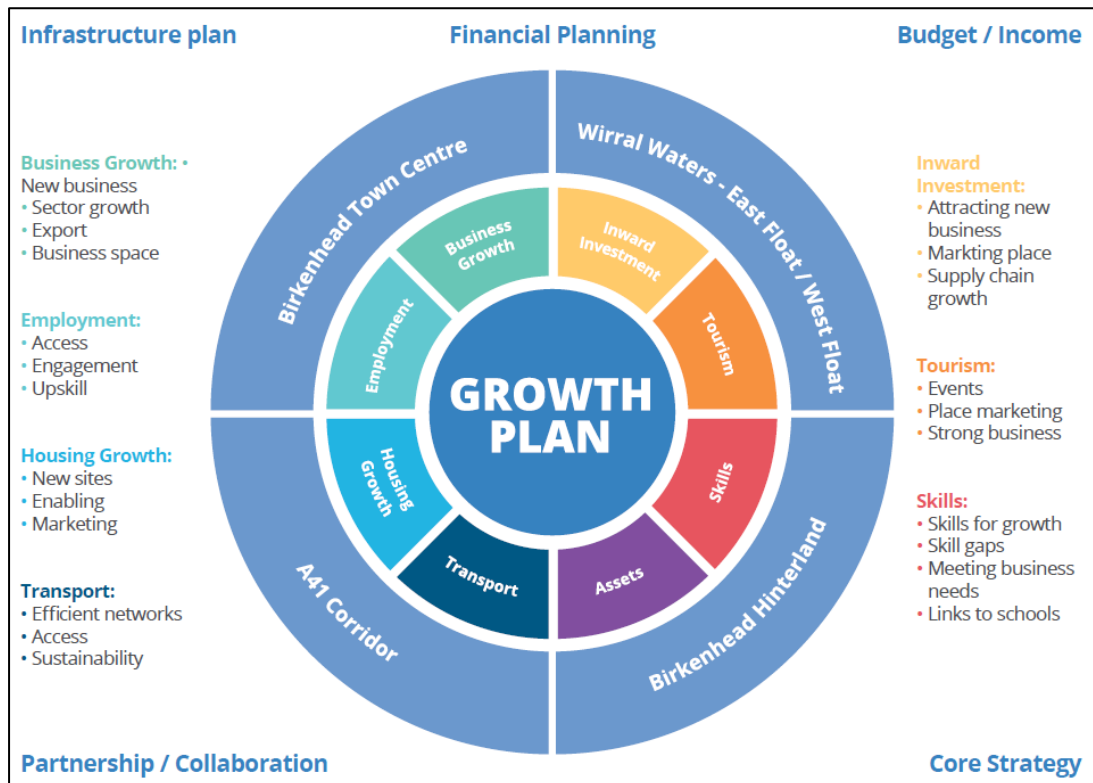 Infrastructure plan
Financial Planning
Budget / Income
Business Growth: •
New business
• Sector growth
• Export
• Business space
Employment:
• Access
• Engagement
• Upskill
Housing Growth:
• New sites
• Enabling
• Marketing
Transport:
• Efficient networks
• Access
• Sustainability
Birkenhead Town Centre
Wirral Waters - East Float / West Float
A41 Corridor
Birkenhead Hinterland
Business
Growth
Inward
Investment
Employment
Tourism
GROWTH
PLAN
Housing
Growth
Skills
Transport
Assets
Inward
Investment:
• Attracting new
business
• Markting place
• Supply chain
growth
Tourism:
• Events
• Place marketing
• Strong business
Skills:
• Skills for growth
• Skill gaps
• Meeting business
needs
• Links to schools
Partnership / Collaboration
Core Strategy